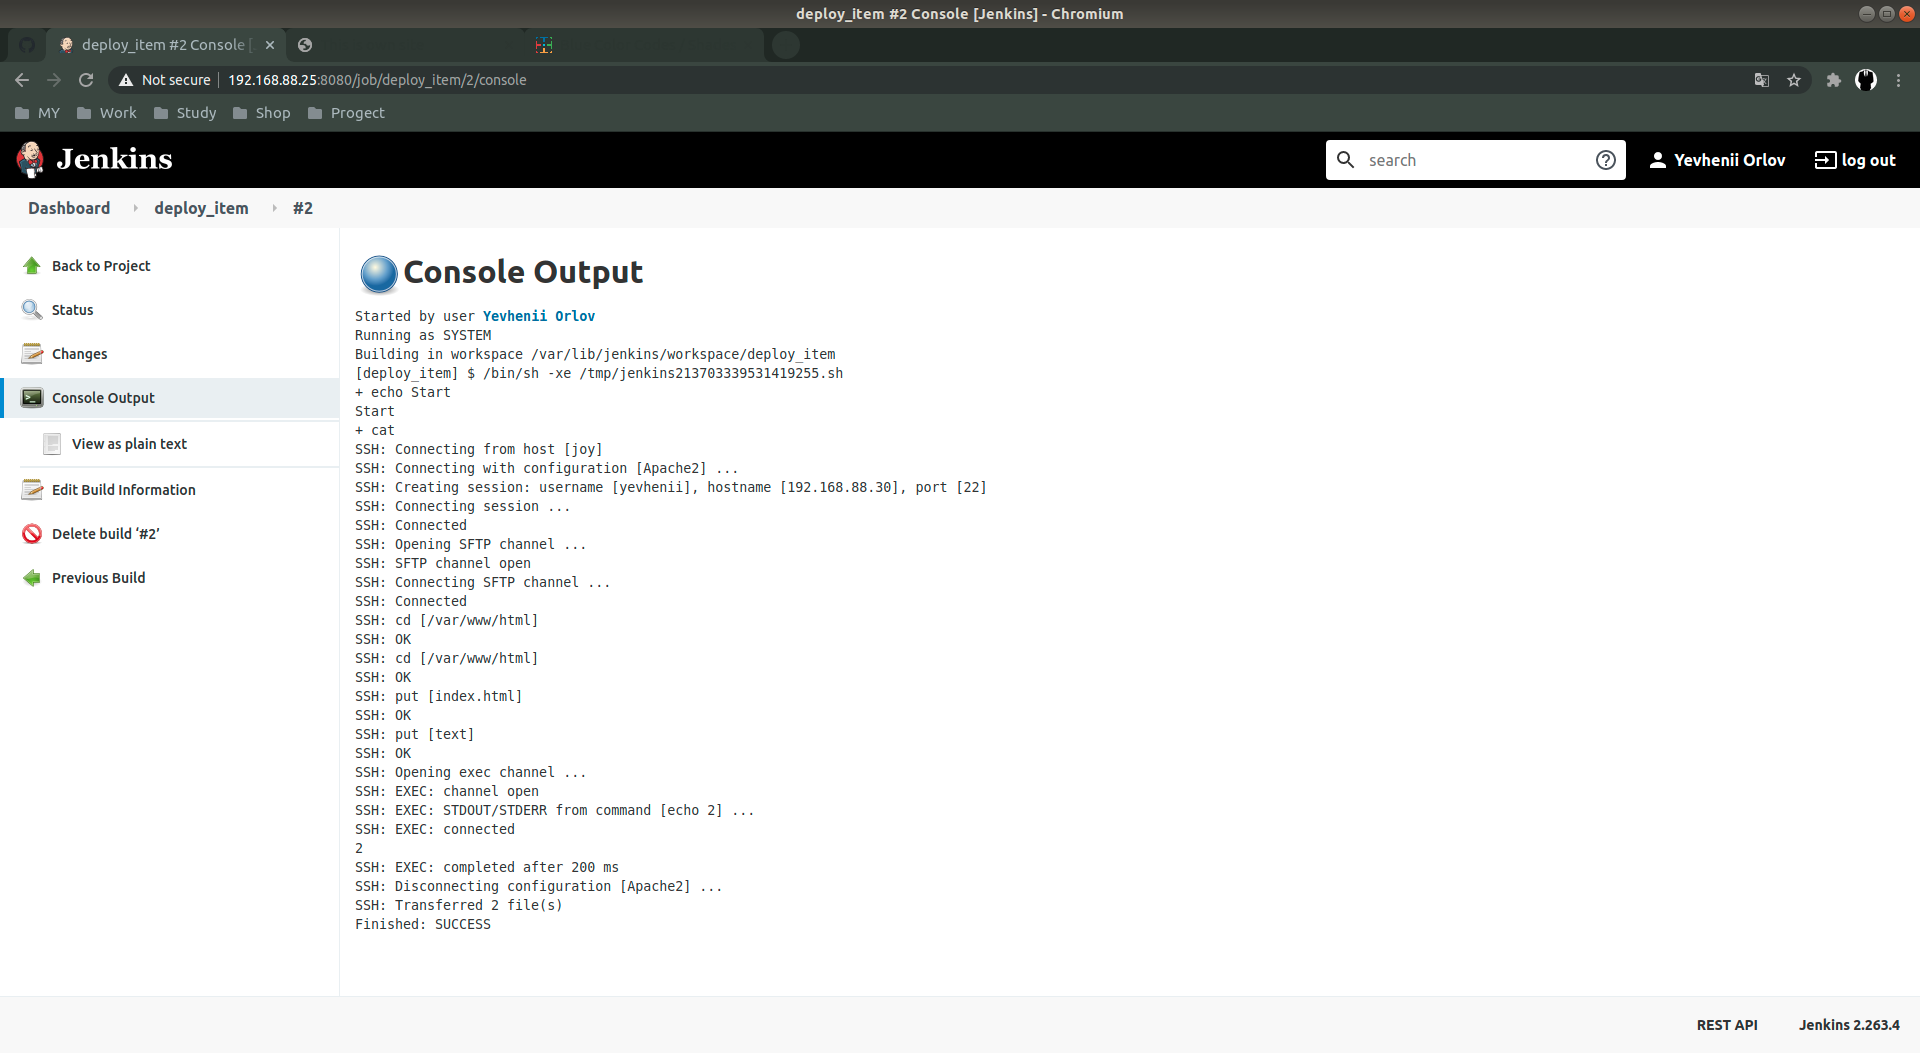 deploy_item #2 Console [Jenkins] - Chromium
deploy_item #2 Console [
Not secure 192.168.88.25:8080/job/deploy_item/2/console
MY Work Study Shop Progect
Jenkins search Yevhenii Orlov log out
Dashboard deploy_item #2
Back to Project
Status
Changes
Console Output
View as plain text
Edit Build Information
Delete build ‘#2’
Previous Build
Console Output
Started by user Yevhenii Orlov
Running as SYSTEM
Building in workspace /var/lib/jenkins/workspace/deploy_item
[deploy_item] $ /bin/sh -xe /tmp/jenkins213703339531419255.sh
+ echo Start
Start
+ cat
SSH: Connecting from host [joy]
SSH: Connecting with configuration [Apache2] ...
SSH: Creating session: username [yevhenii], hostname [192.168.88.30], port [22]
SSH: Connecting session ...
SSH: Connected
SSH: Opening SFTP channel ...
SSH: SFTP channel open
SSH: Connecting SFTP channel ...
SSH: Connected
SSH: cd [/var/www/html]
SSH: OK
SSH: cd [/var/www/html]
SSH: OK
SSH: put [index.html]
SSH: OK
SSH: put [text]
SSH: OK
SSH: Opening exec channel ...
SSH: EXEC: channel open
SSH: EXEC: STDOUT/STDERR from command [echo 2] ...
SSH: EXEC: connected
2
SSH: EXEC: completed after 200 ms
SSH: Disconnecting configuration [Apache2] ...
SSH: Transferred 2 file(s)
Finished: SUCCESS
REST API Jenkins 2.263.4